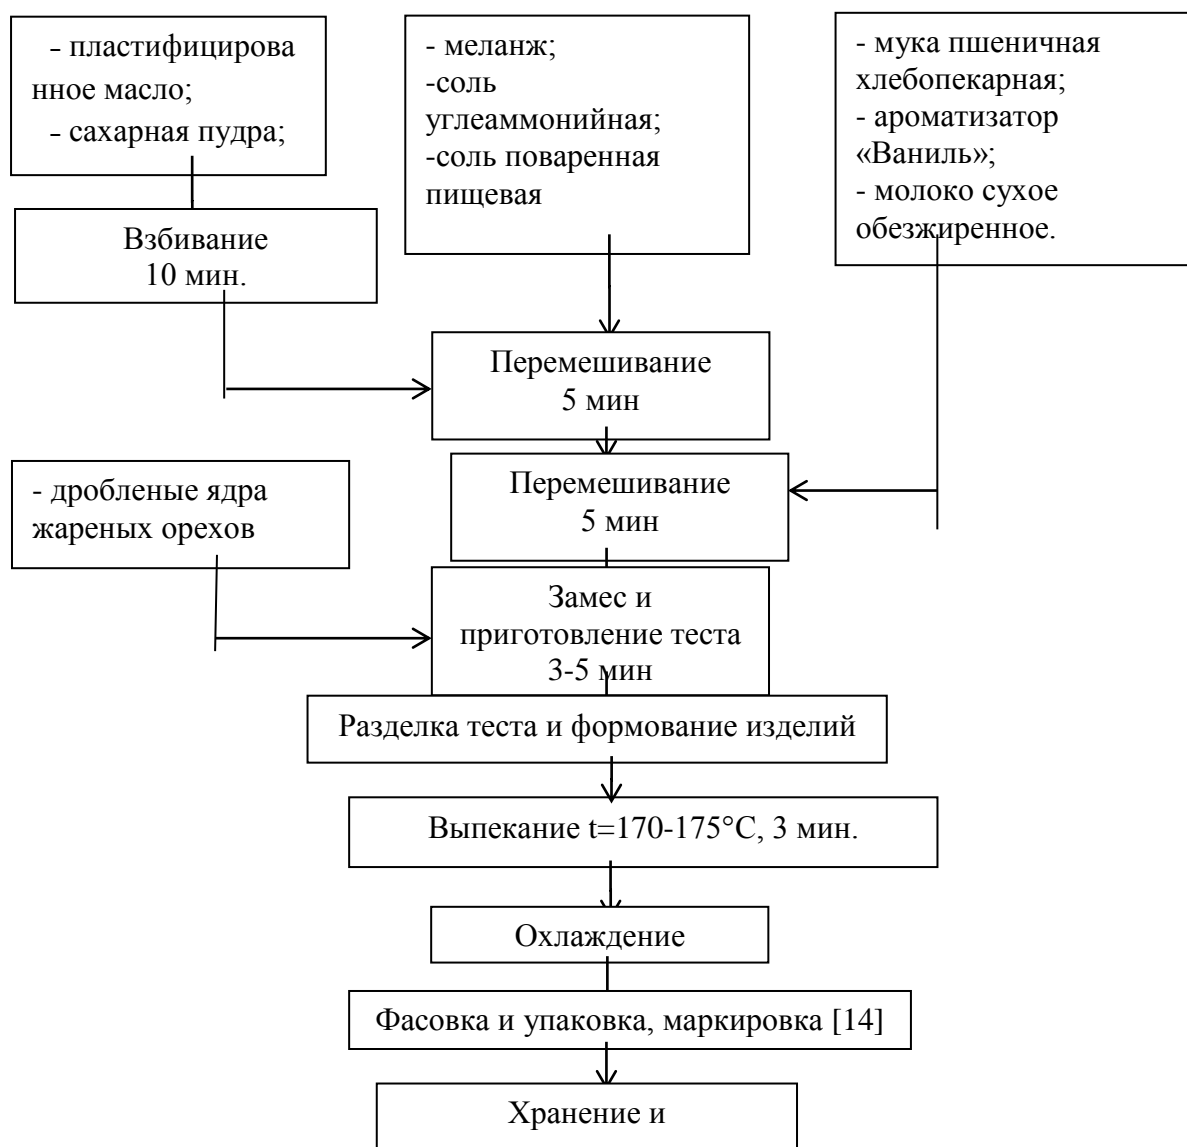 - пластифицирова
нное масло;
- сахарная пудра;
- меланж;
-соль
углеаммонийная;
-соль поваренная
пищевая
- мука пшеничная
хлебопекарная;
- ароматизатор
«Ваниль»;
- молоко сухое
обезжиренное.
Взбивание
10 мин.
Перемешивание
5 мин
- дробленые ядра
жареных орехов
Перемешивание
5 мин
Замес и
приготовление теста
3-5 мин
Разделка теста и формование изделий
Выпекание t=170-175°С, 3 мин.
Охлаждение
Фасовка и упаковка, маркировка [14]
Хранение и